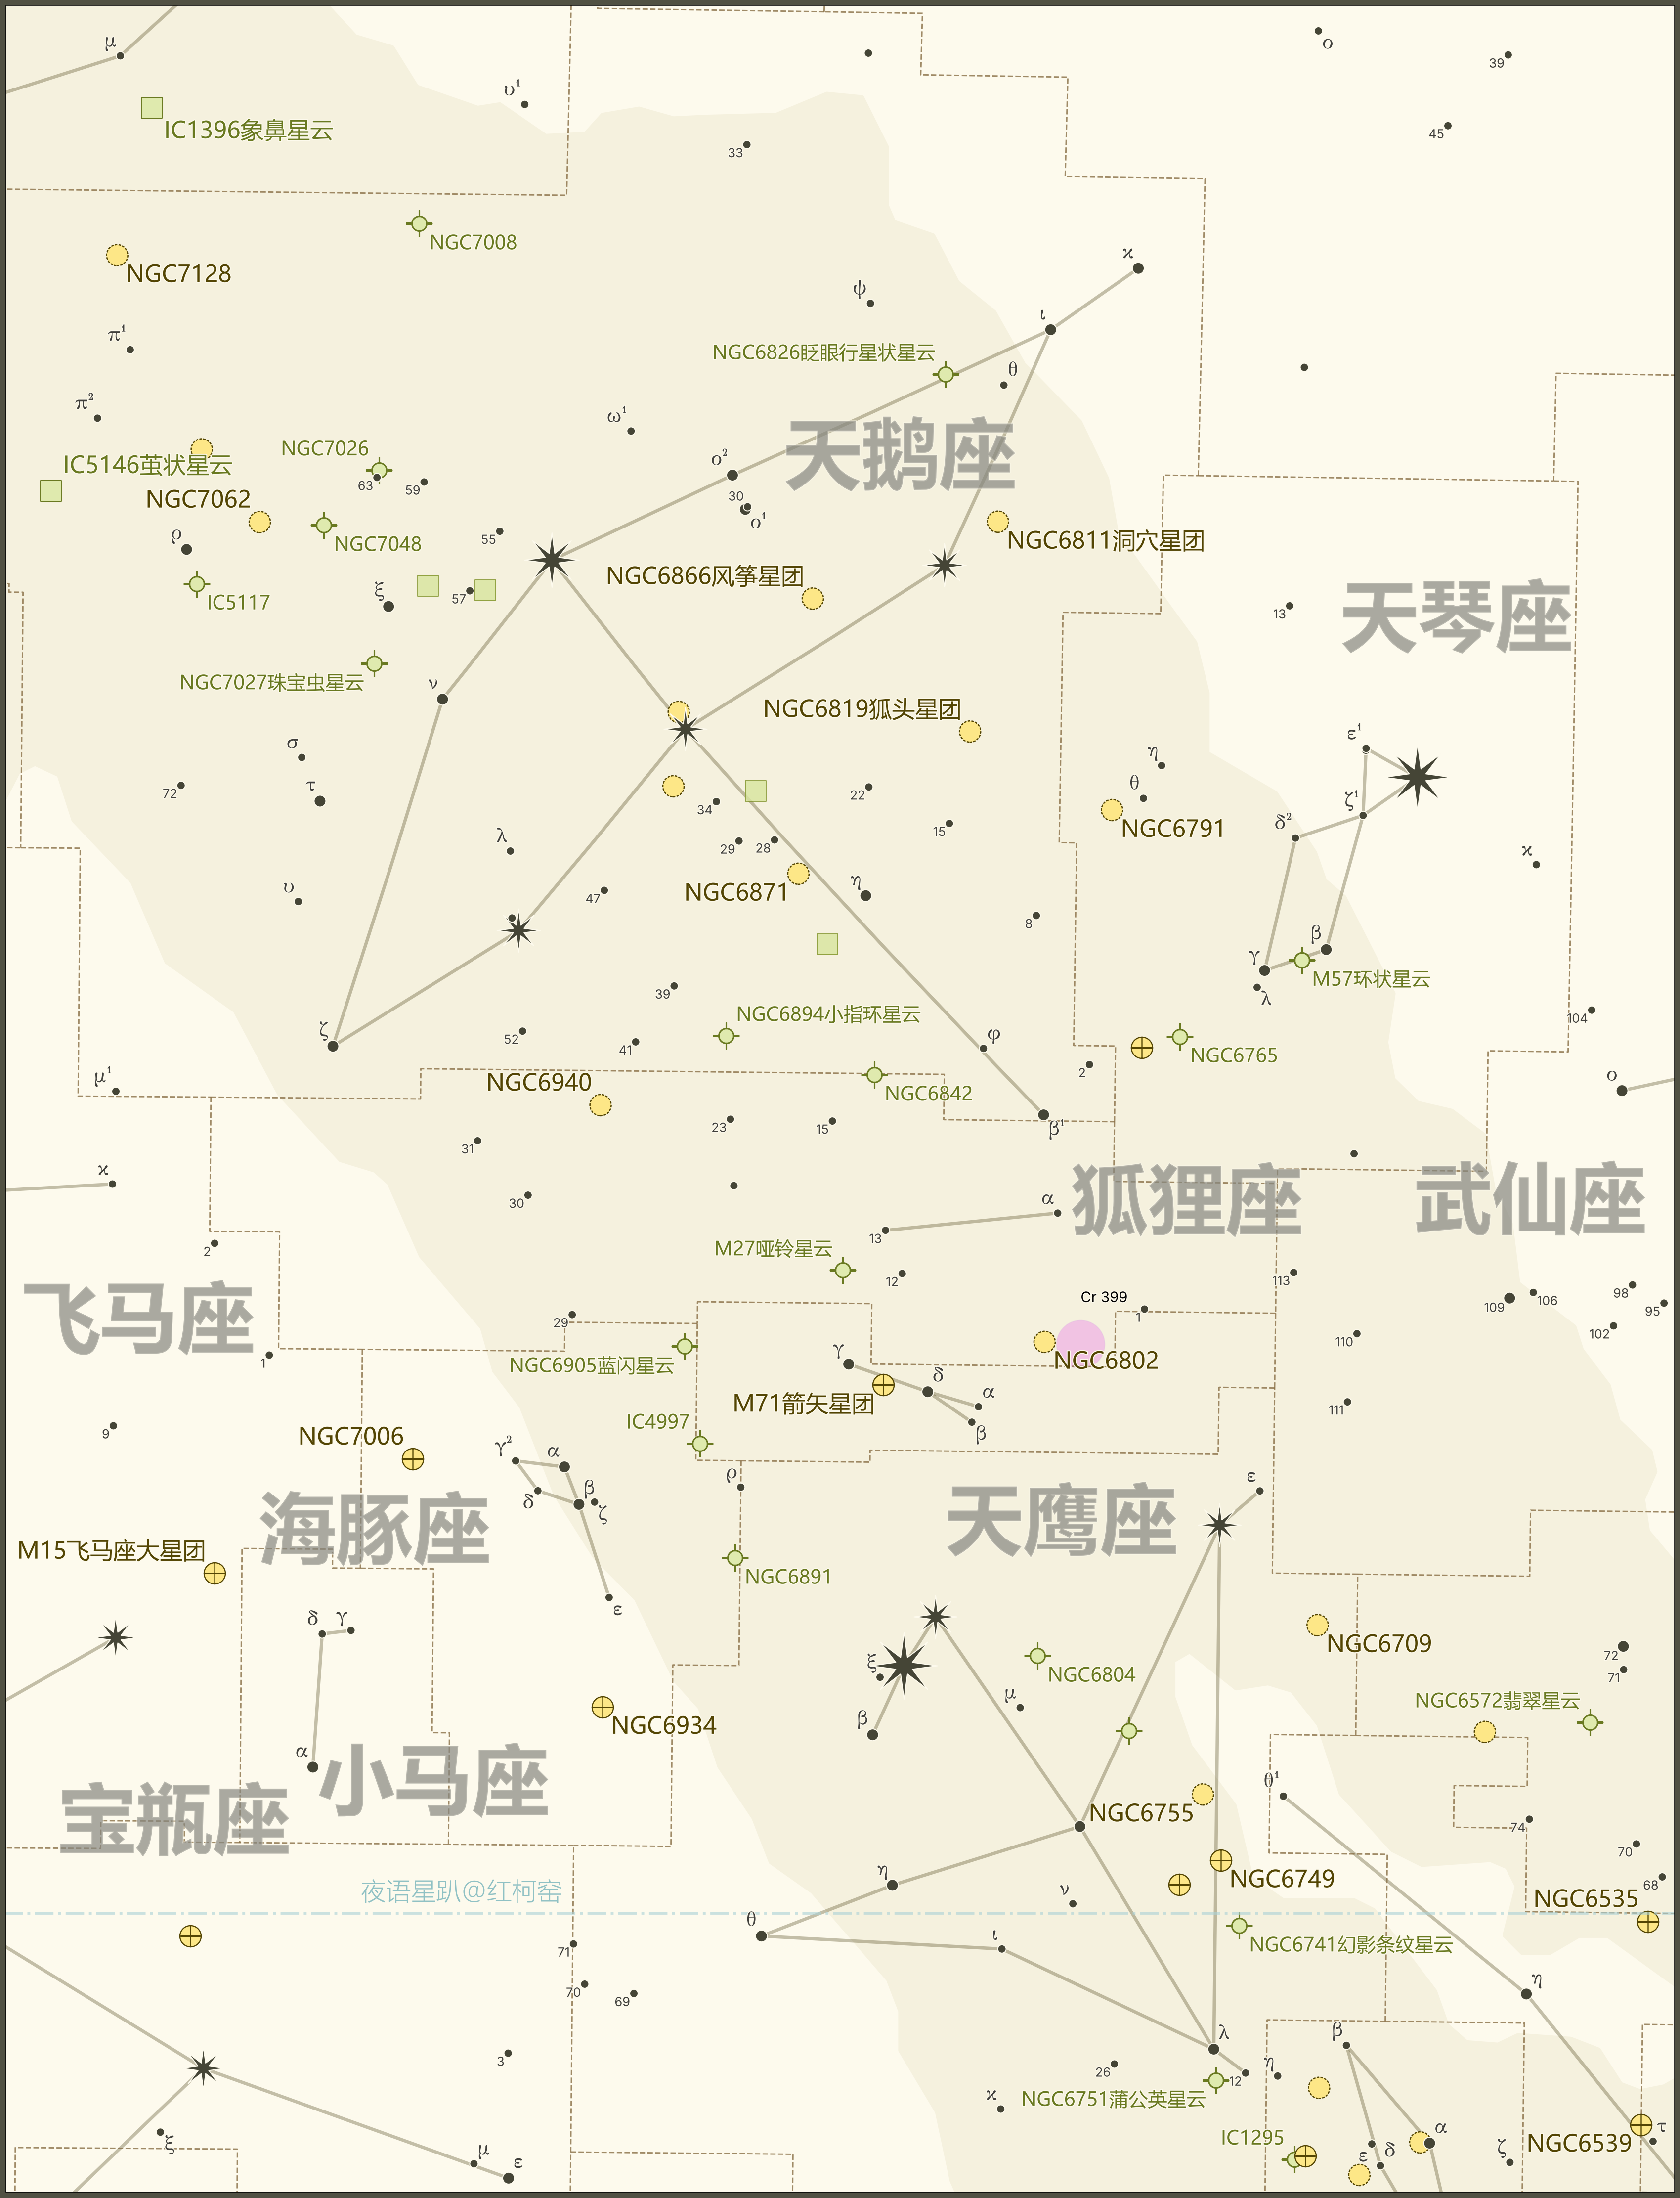 μ
υ¹
ο
39
IC1396象鼻星云
45
33
NGC7008
κ
NGC7128
ψ
ι
π¹
NGC6826眨眼行星状星云
θ
π²
ω¹
天鹅座
NGC7026
IC5146茧状星云
ο²
63
59
30
NGC7062
ο¹
ρ
55
NGC7048
NGC6811洞穴星团
NGC6866风筝星团
ξ
57
IC5117
13
天琴座
NGC7027珠宝虫星云
ν
NGC6819狐头星团
σ
ε¹
η
72
τ
θ
22
34
ζ¹
15
NGC6791
δ²
λ
29
28
κ
υ
47
NGC6871
η
8
β
γ
M57环状星云
39
λ
NGC6894小指环星云
104
ζ
52
41
φ
NGC6765
2
μ¹
NGC6940
NGC6842
ο
23
15
β¹
31
κ
30
α
狐狸座
武仙座
13
2
M27哑铃星云
12
113
飞马座
Cr 399
1
109
106
98
95
29
102
110
1
NGC6905蓝闪星云
γ
NGC6802
δ
α
M71箭矢星团
111
9
IC4997
β
NGC7006
γ²
α
ρ
ε
δ
β
ζ
海豚座
天鹰座
M15飞马座大星团
NGC6891
ε
δ
γ
NGC6709
72
ξ
NGC6804
71
μ
NGC6572翡翠星云
NGC6934
β
α
小马座
θ¹
宝瓶座
NGC6755
74
70
η
NGC6749
68
夜语星趴@红柯窑
ν
NGC6535
θ
ι
NGC6741幻影条纹星云
71
70
69
η
λ
β
3
26
η
12
κ
NGC6751蒲公英星云
ξ
IC1295
α
τ
μ
ε
ε
δ
ζ
NGC6539